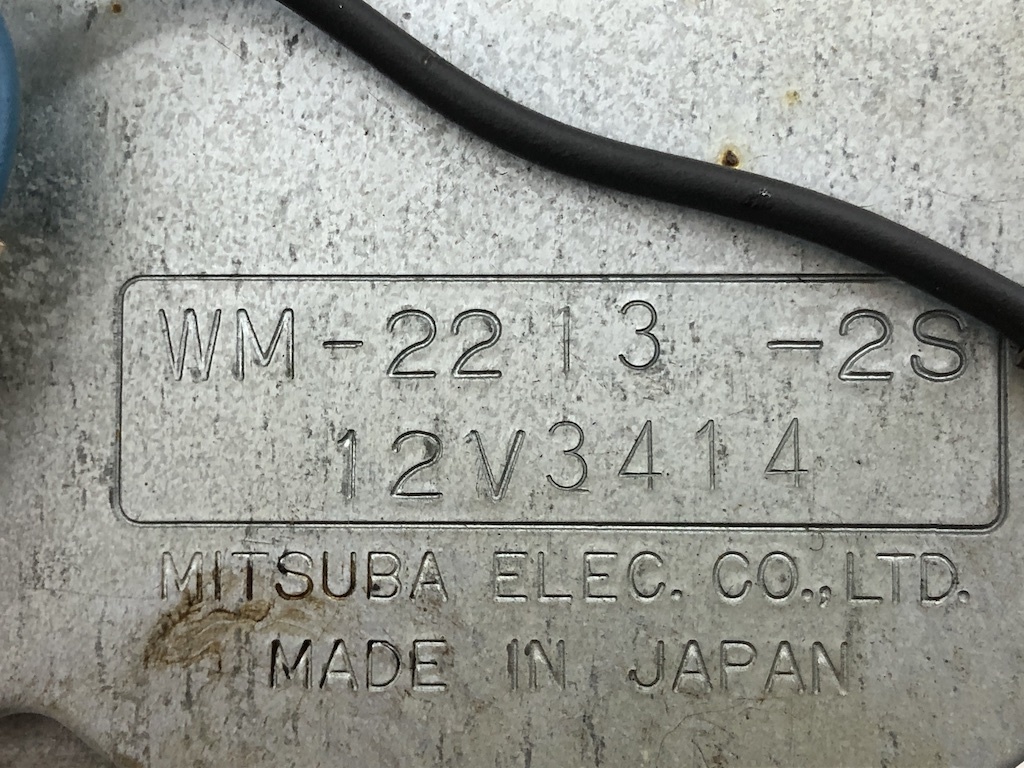 WM-2213 -2S
12V3414
MITSUBA ELEC. CO.,LTD.
MADE IN JAPAN